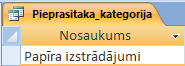 Pieprasitaka_kategorija
Nosaukums
Papīra izstrādājumi